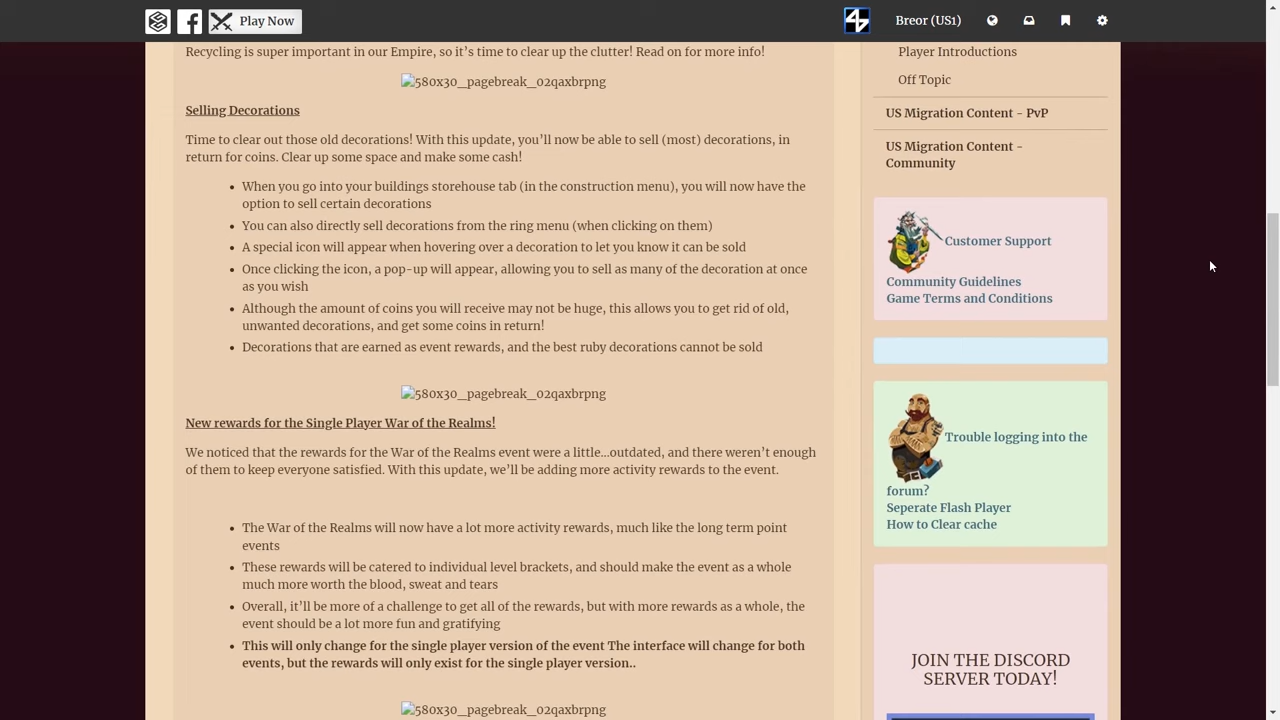 Play Now
Breor (US1)
Recycling is super important in our Empire, so it’s time to clear up the clutter! Read on for more info!
580x30_pagebreak_02qaxbrpng
Selling Decorations
Time to clear out those old decorations! With this update, you’ll now be able to sell (most) decorations, in
return for coins. Clear up some space and make some cash!
• When you go into your buildings storehouse tab (in the construction menu), you will now have the
option to sell certain decorations
• You can also directly sell decorations from the ring menu (when clicking on them)
• A special icon will appear when hovering over a decoration to let you know it can be sold
• Once clicking the icon, a pop-up will appear, allowing you to sell as many of the decoration at once
as you wish
• Although the amount of coins you will receive may not be huge, this allows you to get rid of old,
unwanted decorations, and get some coins in return!
• Decorations that are earned as event rewards, and the best ruby decorations cannot be sold
580x30_pagebreak_02qaxbrpng
New rewards for the Single Player War of the Realms!
We noticed that the rewards for the War of the Realms event were a little…outdated, and there weren’t enough
of them to keep everyone satisfied. With this update, we’ll be adding more activity rewards to the event.
• The War of the Realms will now have a lot more activity rewards, much like the long term point
events
• These rewards will be catered to individual level brackets, and should make the event as a whole
much more worth the blood, sweat and tears
• Overall, it’ll be more of a challenge to get all of the rewards, but with more rewards as a whole, the
event should be a lot more fun and gratifying
• This will only change for the single player version of the event The interface will change for both
events, but the rewards will only exist for the single player version..
580x30_pagebreak_02qaxbrpng
Player Introductions
Off Topic
US Migration Content - PvP
US Migration Content -
Community
Customer Support
Community Guidelines
Game Terms and Conditions
Trouble logging into the
forum?
Seperate Flash Player
How to Clear cache
JOIN THE DISCORD
SERVER TODAY!